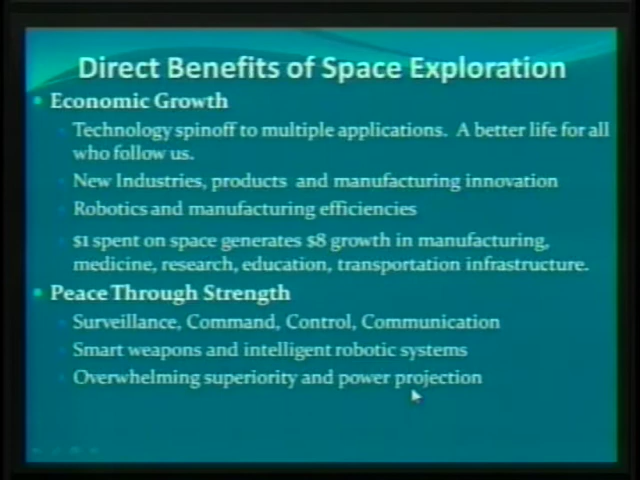 Direct Benefits of Space Exploration
Economic Growth
Technology spinoff to multiple applications. A better life for all
who follow us.
New Industries, products and manufacturing innovation
Robotics and manufacturing efficiencies
$1 spent on space generates $8 growth in manufacturing,
medicine, research, education, transportation infrastructure.
Peace Through Strength
Surveillance, Command, Control, Communication
Smart weapons and intelligent robotic systems
Overwhelming superiority and power projection